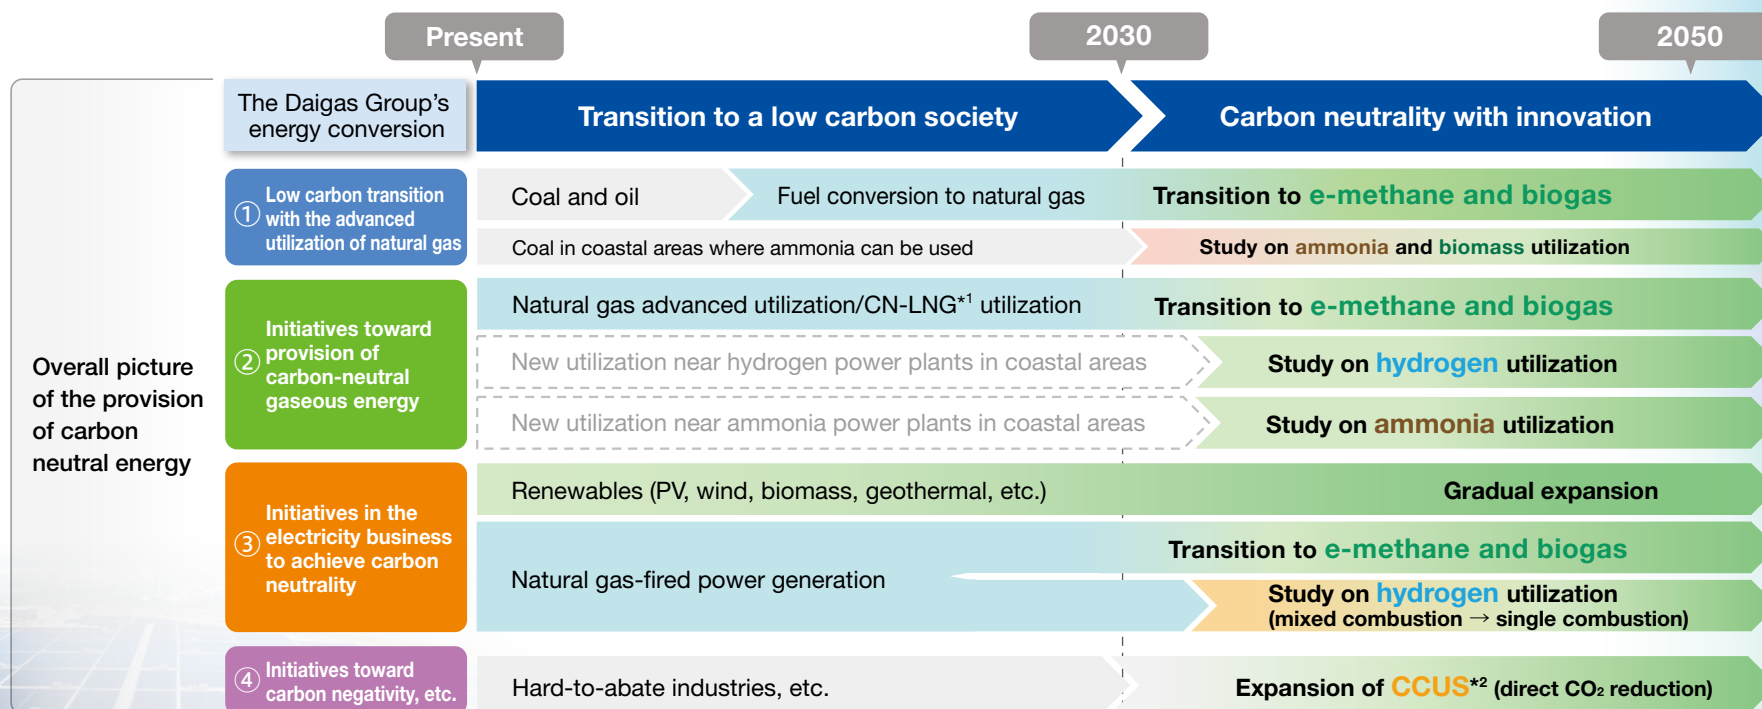 Present
2030
2050
The Daigas Group's
energy conversion
Transition to a low carbon society
Carbon neutrality with innovation
Overall picture
of the provision
of carbon
neutral energy
① Low carbon transition
with the advanced
utilization of natural gas
Coal and oil
Fuel conversion to natural gas
Transition to e-methane and biogas
Coal in coastal areas where ammonia can be used
Study on ammonia and biomass utilization
② Initiatives toward
provision of
carbon-neutral
gaseous energy
Natural gas advanced utilization/CN-LNG*1 utilization
Transition to e-methane and biogas
New utilization near hydrogen power plants in coastal areas
Study on hydrogen utilization
New utilization near ammonia power plants in coastal areas
Study on ammonia utilization
③ Initiatives in the
electricity business
to achieve carbon
neutrality
Renewables (PV, wind, biomass, geothermal, etc.)
Gradual expansion
Natural gas-fired power generation
Transition to e-methane and biogas
Study on hydrogen utilization
(mixed combustion → single combustion)
④ Initiatives toward
carbon negativity, etc.
Hard-to-abate industries, etc.
Expansion of CCUS*2 (direct CO₂ reduction)